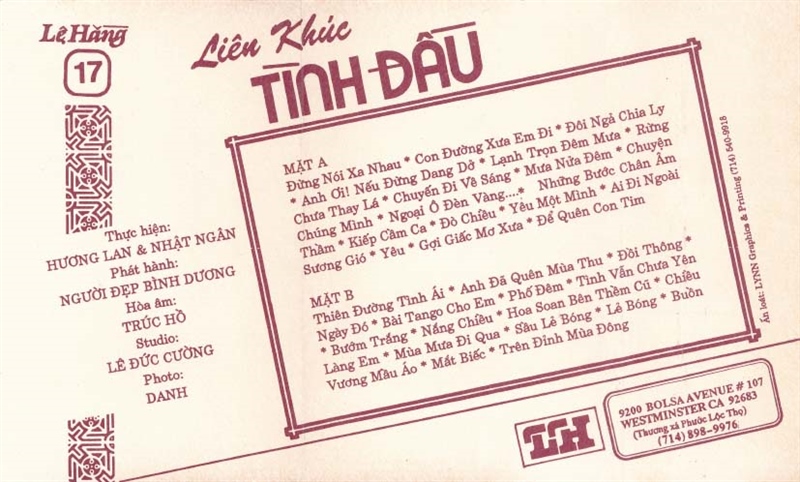 Lệ Hằng
17
Liên Khúc
TÌNH ĐẦU
Thực hiện:
HƯƠNG LAN & NHẬT NGÂN
Phát hành:
NGƯỜI ĐẸP BÌNH DƯƠNG
Hòa âm:
TRÚC HỒ
Studio:
LÊ ĐỨC CƯỜNG
Photo:
DANH
MẶT A
Đừng Nói Xa Nhau * Con Đường Xưa Em Đi * Đôi Ngả Chia Ly
* Anh Ơi! Nếu Đừng Dang Dở * Lạnh Trọn Đêm Mưa * Rừng
Chưa Thay Lá * Chuyến Đi Về Sáng * Mưa Nửa Đêm * Chuyện
Chúng Mình * Ngoại Ô Đèn Vàng....* Những Bước Chân Âm
Thầm * Kiếp Cầm Ca * Đò Chiều * Yêu Một Mình * Ai Đi Ngoài
Sương Gió * Yêu * Gợi Giấc Mơ Xưa * Để Quên Con Tim
MẶT B
Thiên Đường Tình Ái * Anh Đã Quên Mùa Thu * Đồi Thông *
Ngày Đó * Bài Tango Cho Em * Phố Đêm * Tình Vẫn Chưa Yên
* Bướm Trắng * Nắng Chiều * Hoa Soan Bên Thềm Cũ * Chiều
Làng Em * Mùa Mưa Đi Qua * Sầu Lẻ Bóng * Lẻ Bóng * Buồn
Vương Mầu Áo * Mắt Biếc * Trên Đỉnh Mùa Đông
Ấn loát: LYNN Graphics & Printing (714) 540-9915
LH
9200 BOLSA AVENUE # 107
WESTMINSTER CA 92683
(Thương xá Phước Lộc Thọ)
(714) 898-9976